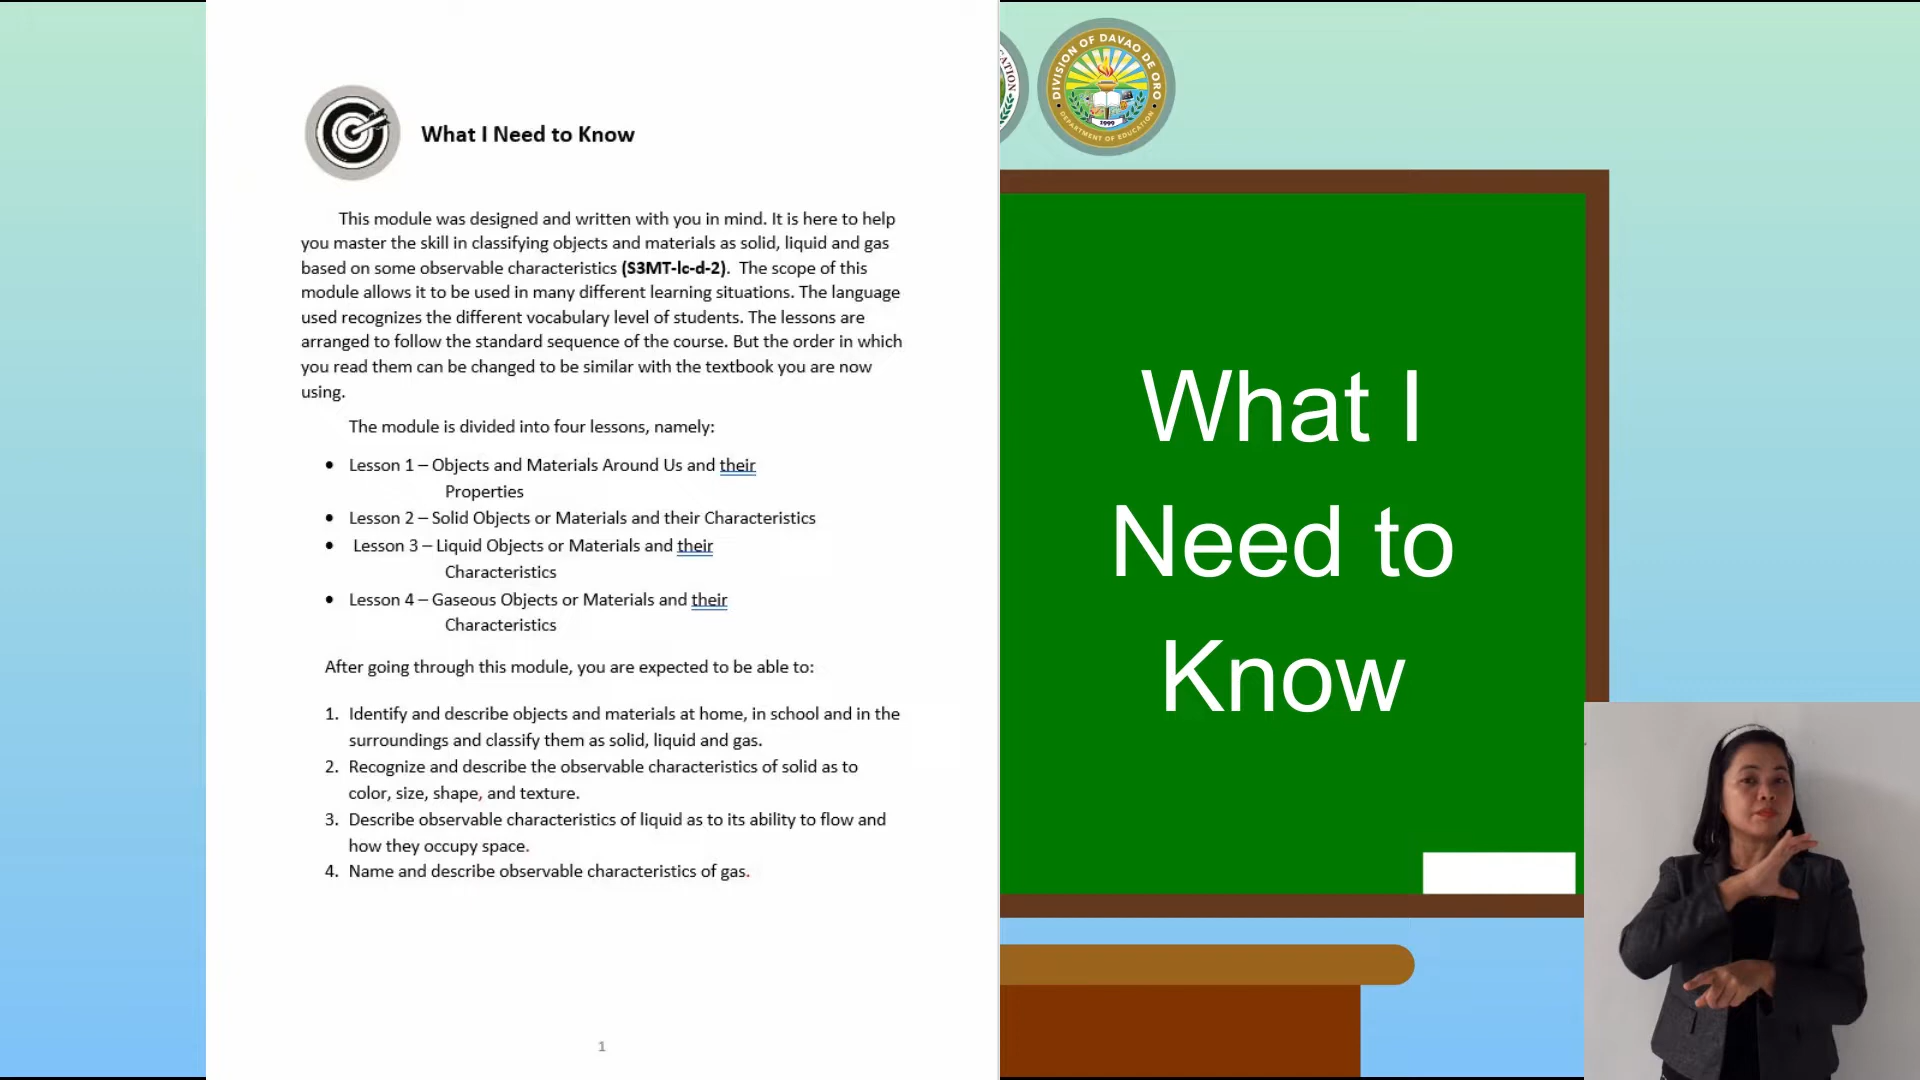 What I Need to Know
This module was designed and written with you in mind. It is here to help
you master the skill in classifying objects and materials as solid, liquid and gas
based on some observable characteristics (S3MT-lc-d-2). The scope of this
module allows it to be used in many different learning situations. The language
used recognizes the different vocabulary level of students. The lessons are
arranged to follow the standard sequence of the course. But the order in which
you read them can be changed to be similar with the textbook you are now
using.
The module is divided into four lessons, namely:
• Lesson 1 – Objects and Materials Around Us and their
Properties
• Lesson 2 – Solid Objects or Materials and their Characteristics
• Lesson 3 – Liquid Objects or Materials and their
Characteristics
• Lesson 4 – Gaseous Objects or Materials and their
Characteristics
After going through this module, you are expected to be able to:
1. Identify and describe objects and materials at home, in school and in the
surroundings and classify them as solid, liquid and gas.
2. Recognize and describe the observable characteristics of solid as to
color, size, shape, and texture.
3. Describe observable characteristics of liquid as to its ability to flow and
how they occupy space.
4. Name and describe observable characteristics of gas.
1
DIVISION OF DAVAO DE ORO
1999
DEPARTMENT OF EDUCATION
What I
Need to
Know